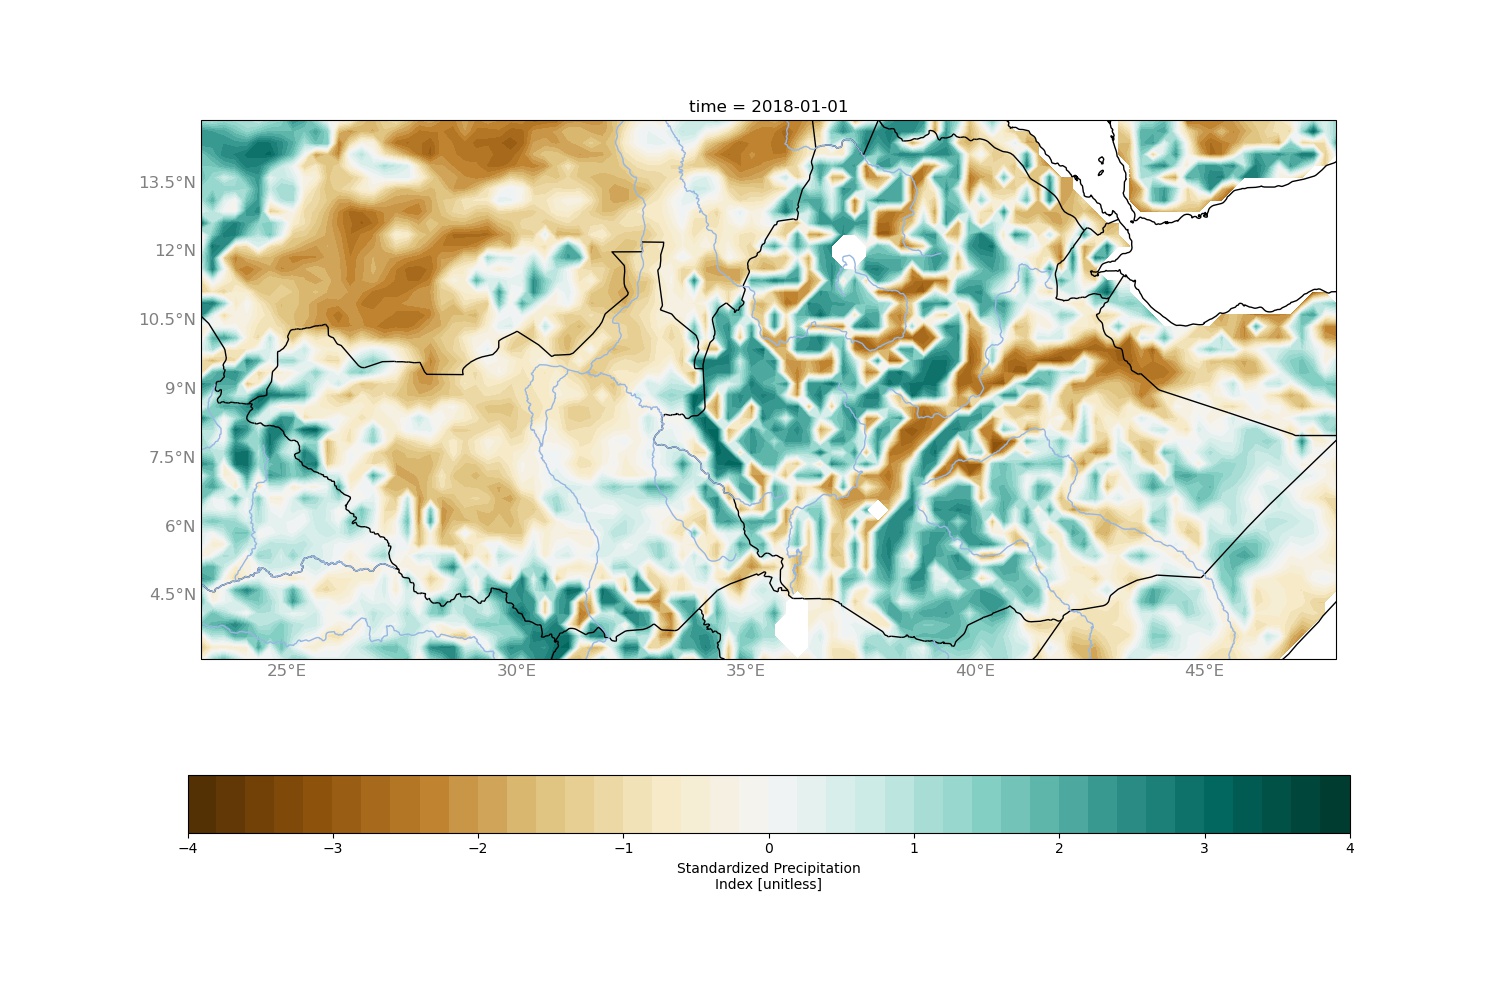 time = 2018-01-01
13.5°N
12°N
10.5°N
9°N
7.5°N
6°N
4.5°N
25°E 30°E 35°E 40°E 45°E
−4 −3 −2 −1 0 1 2 3 4
Standardized Precipitation
Index [unitless]